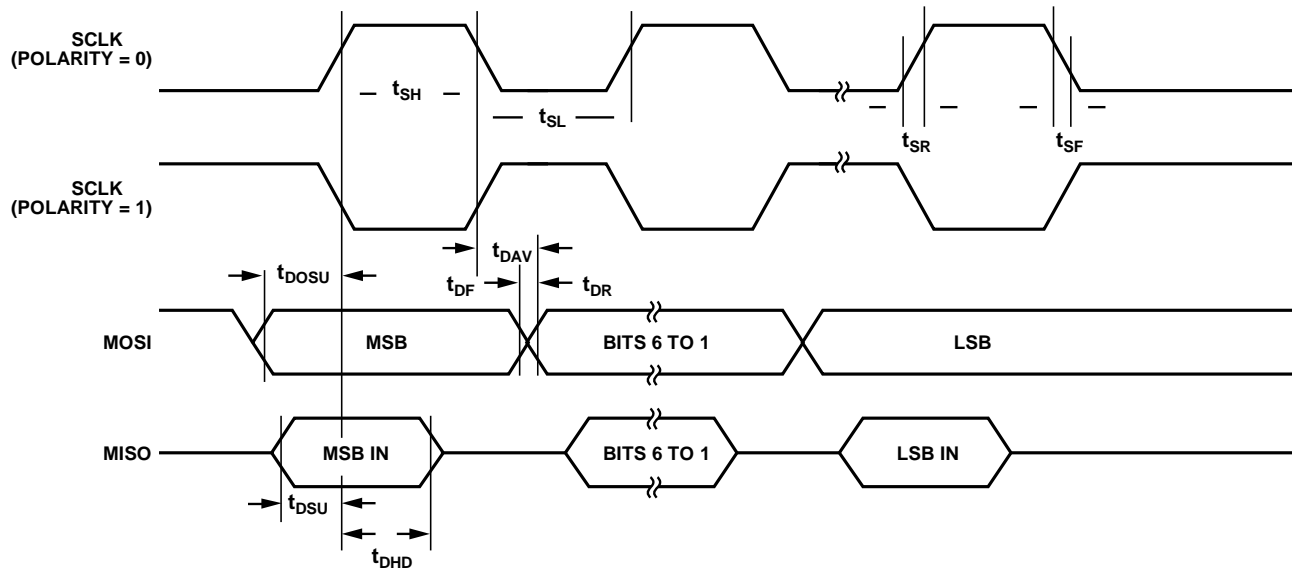 SCLK
(POLARITY = 0)
tSH
tSL
tSR
tSF
SCLK
(POLARITY = 1)
tDAV
tDOSU
tDF
tDR
MOSI
MSB
BITS 6 TO 1
LSB
MISO
MSB IN
BITS 6 TO 1
LSB IN
tDSU
tDHD